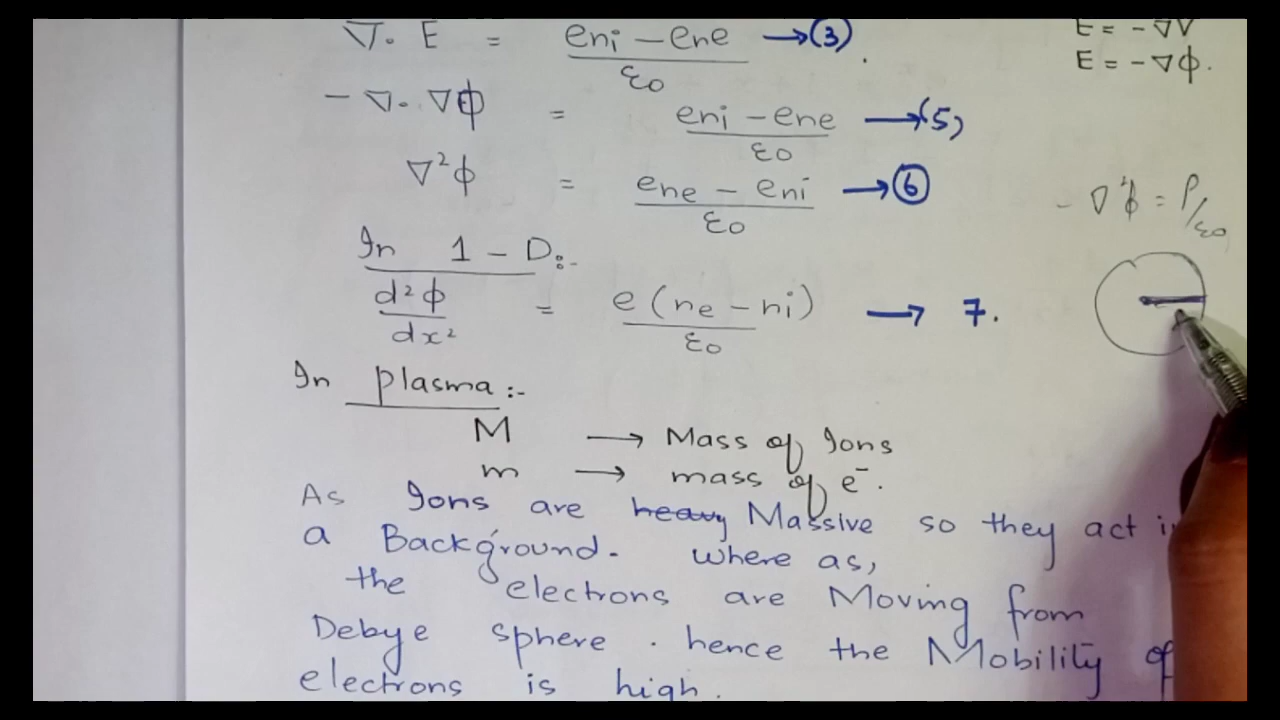 ∇. E = eni – ene / ε0 → (3).
E = – ∇V
E = – ∇ϕ.
– ∇. ∇ϕ = eni – ene / ε0 → (5)
∇²ϕ = ene – eni / ε0 → 6
– ∇²ϕ = ρ/ε0
In 1 – D:-
d²ϕ/dx² = e (ne – ni) / ε0 → 7.
In plasma:-
M → Mass of Ions
m → mass of e⁻.
As Ions are heavy Massive so they act in
a Background. Where as,
the electrons are Moving from
Debye sphere. hence the Mobility of
electrons is high.